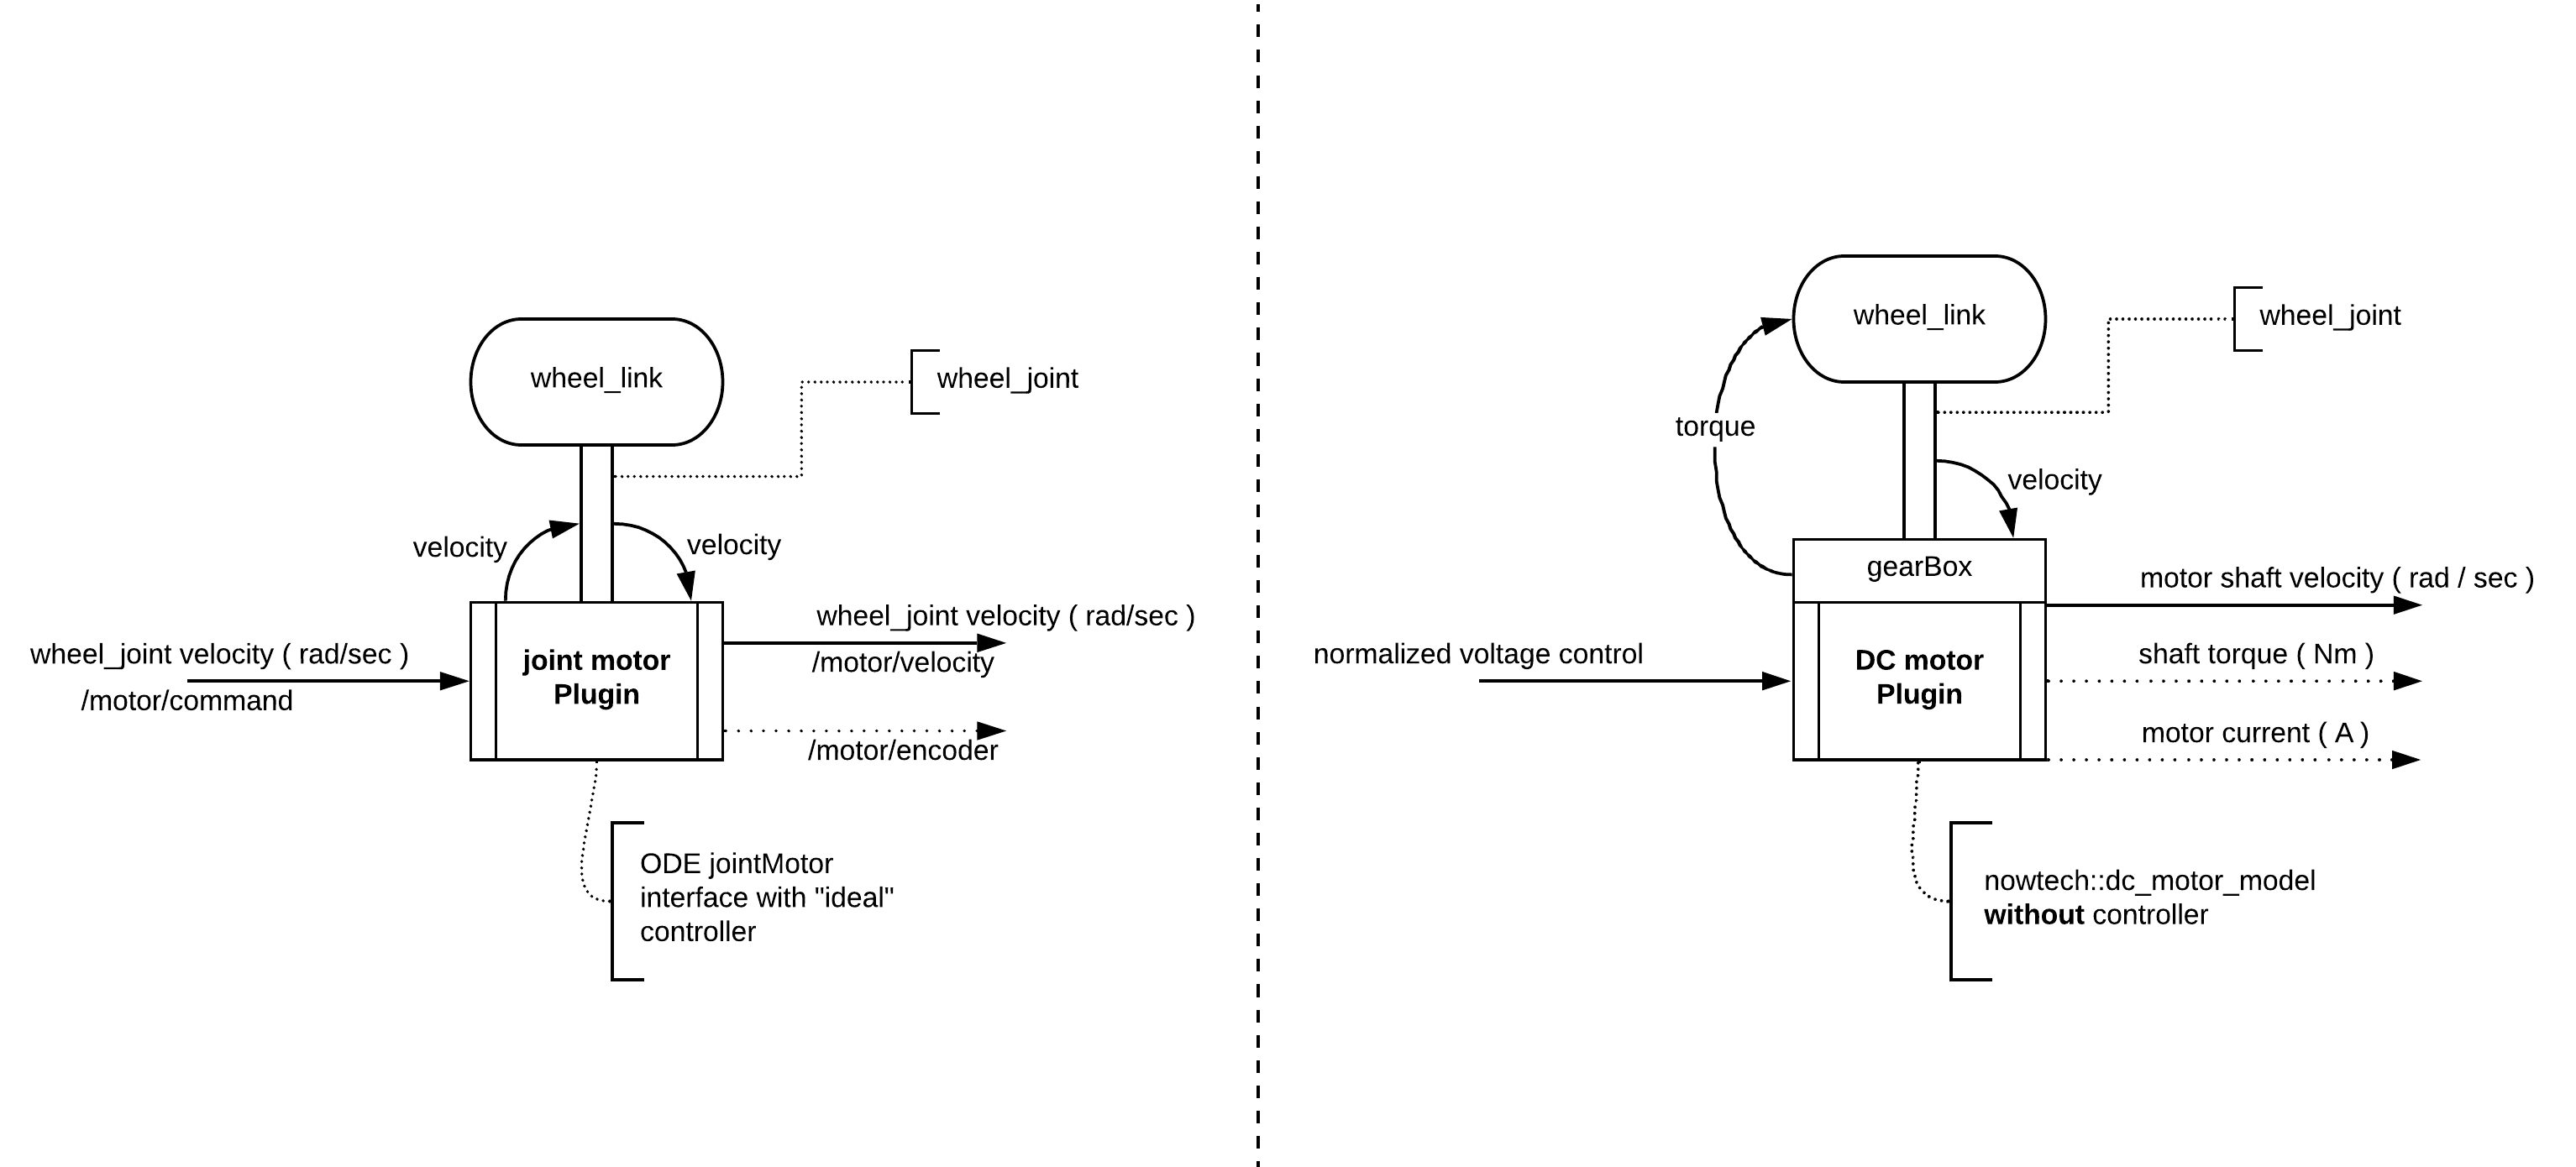 wheel_link
wheel_joint
velocity
velocity
wheel_joint velocity ( rad/sec )
/motor/command
joint motor
Plugin
wheel_joint velocity ( rad/sec )
/motor/velocity
/motor/encoder
ODE jointMotor
interface with "ideal"
controller
wheel_link
wheel_joint
torque
velocity
gearBox
normalized voltage control
DC motor
Plugin
motor shaft velocity ( rad / sec )
shaft torque ( Nm )
motor current ( A )
nowtech::dc_motor_model
without controller